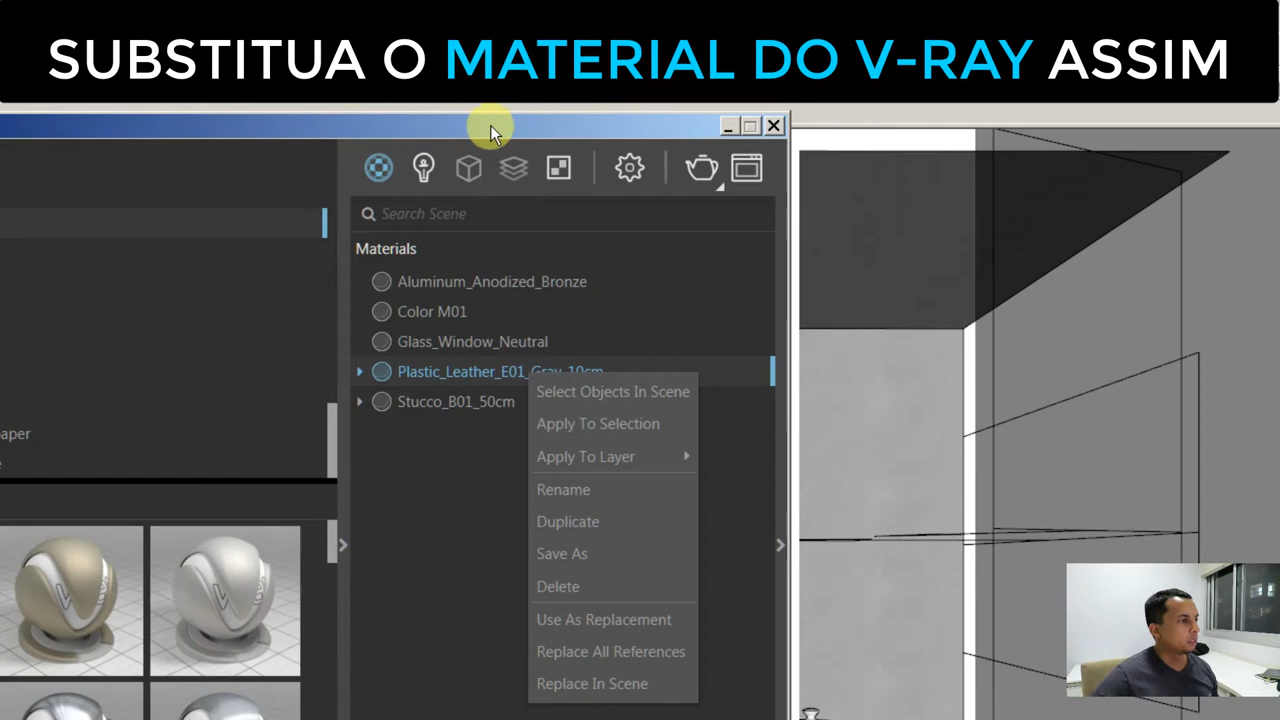 SUBSTITUA O MATERIAL DO V-RAY ASSIM
Search Scene
Materials
Aluminum_Anodized_Bronze
Color M01
Glass_Window_Neutral
Plastic_Leather_E01_Gray_10cm
Stucco_B01_50cm
Select Objects In Scene
Apply To Selection
Apply To Layer
Rename
Duplicate
Save As
Delete
Use As Replacement
Replace All References
Replace In Scene
aper
e